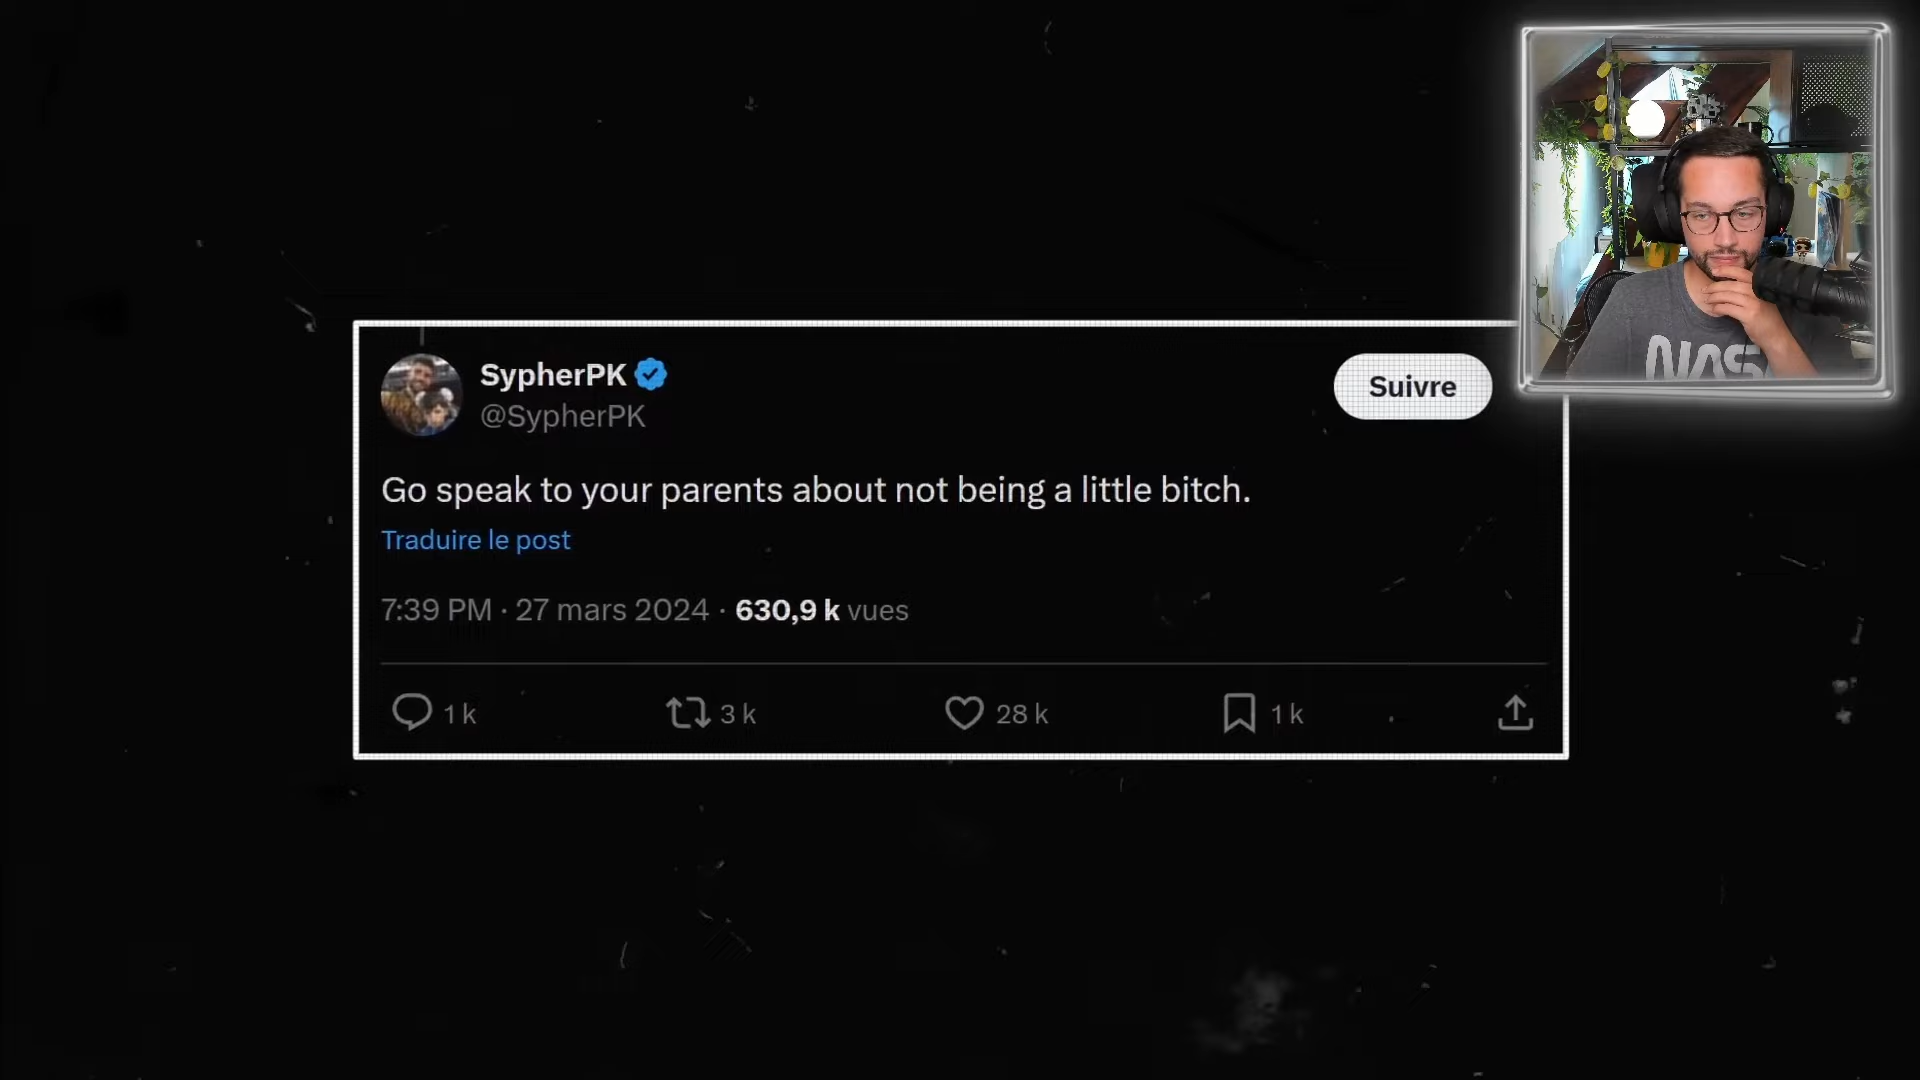 SypherPK
@SypherPK
Suivre
Go speak to your parents about not being a little bitch.
Traduire le post
7:39 PM · 27 mars 2024 · 630,9 k vues
1 k
3 k
28 k
1 k
NAS